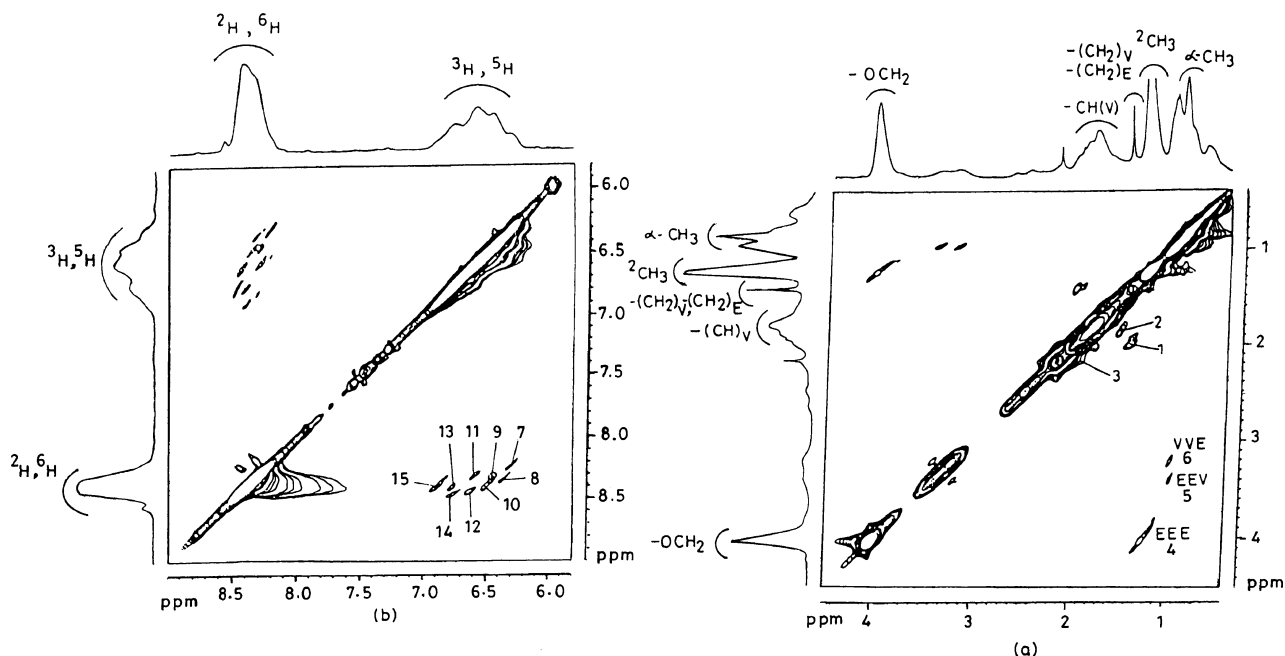 ²H, ⁶H
³H, ⁵H
³H, ⁵H
²H, ⁶H
6.0
6.5
7.0
7.5
8.0
8.5
ppm
13
11
9
7
15
8
14
12
10
ppm
8.5
8.0
7.5
7.0
6.5
6.0
(b)
-OCH₂
-(CH₂)V
-(CH₂)E
-CH(V)
²CH₃
α-CH₃
α-CH₃
²CH₃
-(CH₂)V;-(CH₂)E
-(CH)V
-OCH₂
1
2
3
4
ppm
2
1
3
VVE
6
EEV
5
EEE
4
ppm
4
3
2
1
(a)